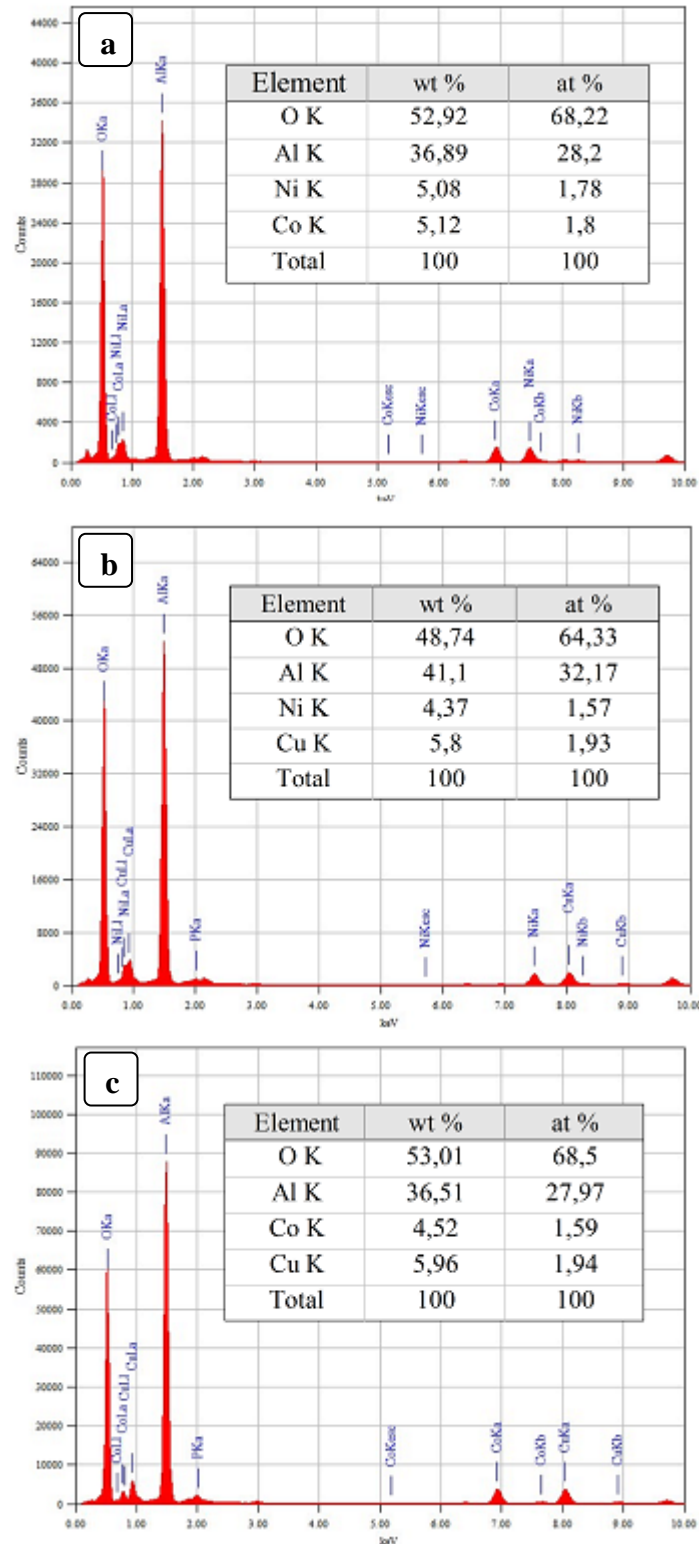 a
44000
40000
36000
32000
28000
24000
20000
16000
12000
8000
4000
0
Counts
OKa
CoLl
CoLa
NiLl
NiLa
AlKa
CoKesc
NiKesc
CoKa
NiKa
CoKb
NiKb
Element wt % at %
O K 52,92 68,22
Al K 36,89 28,2
Ni K 5,08 1,78
Co K 5,12 1,8
Total 100 100
0.00 1.00 2.00 3.00 4.00 5.00 6.00 7.00 8.00 9.00 10.00
keV
b
64000
56000
48000
40000
32000
24000
16000
8000
0
Counts
OKa
NiLl
NiLa
CuLl
CuLa
AlKa
PKa
NiKesc
NiKa
CuKa
NiKb
CuKb
Element wt % at %
O K 48,74 64,33
Al K 41,1 32,17
Ni K 4,37 1,57
Cu K 5,8 1,93
Total 100 100
0.00 1.00 2.00 3.00 4.00 5.00 6.00 7.00 8.00 9.00 10.00
keV
c
110000
100000
90000
80000
70000
60000
50000
40000
30000
20000
10000
0
Counts
OKa
CoLl
CoLa
CuLl
CuLa
AlKa
PKa
CoKesc
CoKa
CoKb
CuKa
CuKb
Element wt % at %
O K 53,01 68,5
Al K 36,51 27,97
Co K 4,52 1,59
Cu K 5,96 1,94
Total 100 100
0.00 1.00 2.00 3.00 4.00 5.00 6.00 7.00 8.00 9.00 10.00
keV